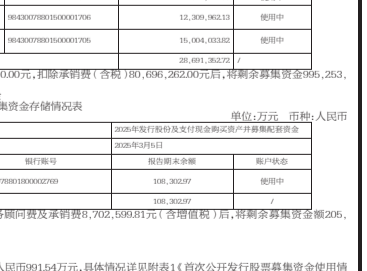 98430078801500001706 12,309,962.13 使用中
98430078801500001705 15,004,033.82 使用中
28,691,352.72 /
0.00元,扣除承销费(含税)80,696,262.00元后,将剩余募集资金995,253,
集资金存储情况表
单位:万元 币种:人民币
2025年发行股份及支付现金购买资产并募集配套资金
2025年3月5日
银行账号 报告期末余额 账户状态
78801800002769 108,302.97 使用中
108,302.97 /
顾问费及承销费8,702,599.81元(含增值税)后,将剩余募集资金额205,
人民币991.54万元,具体情况详见附表1《首次公开发行股票募集资金使用情